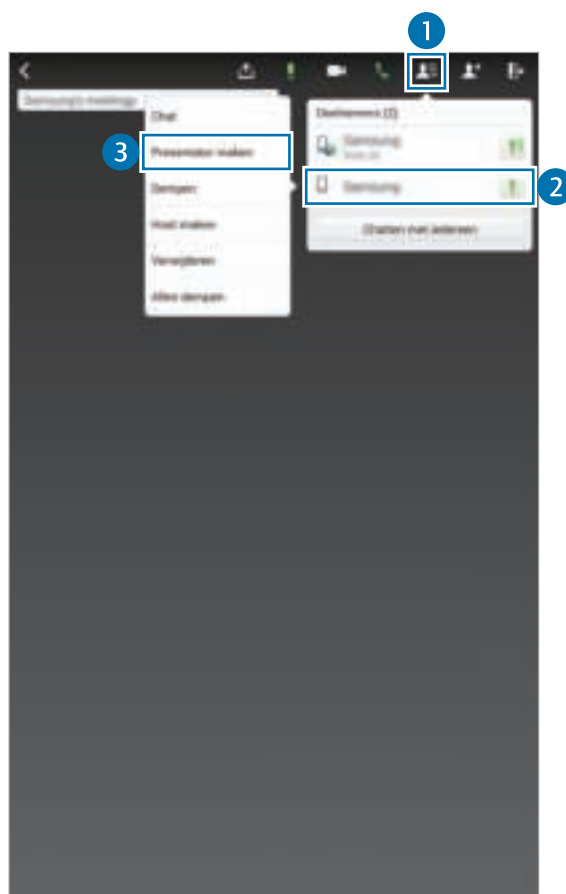 1
Samsung's meeting
Chat
Deelnemers (2)
Samsung
3
Presentator maken
2
Dempen
Samsung
Host maken
Chatten met iedereen
Verwijderen
Alles dempen